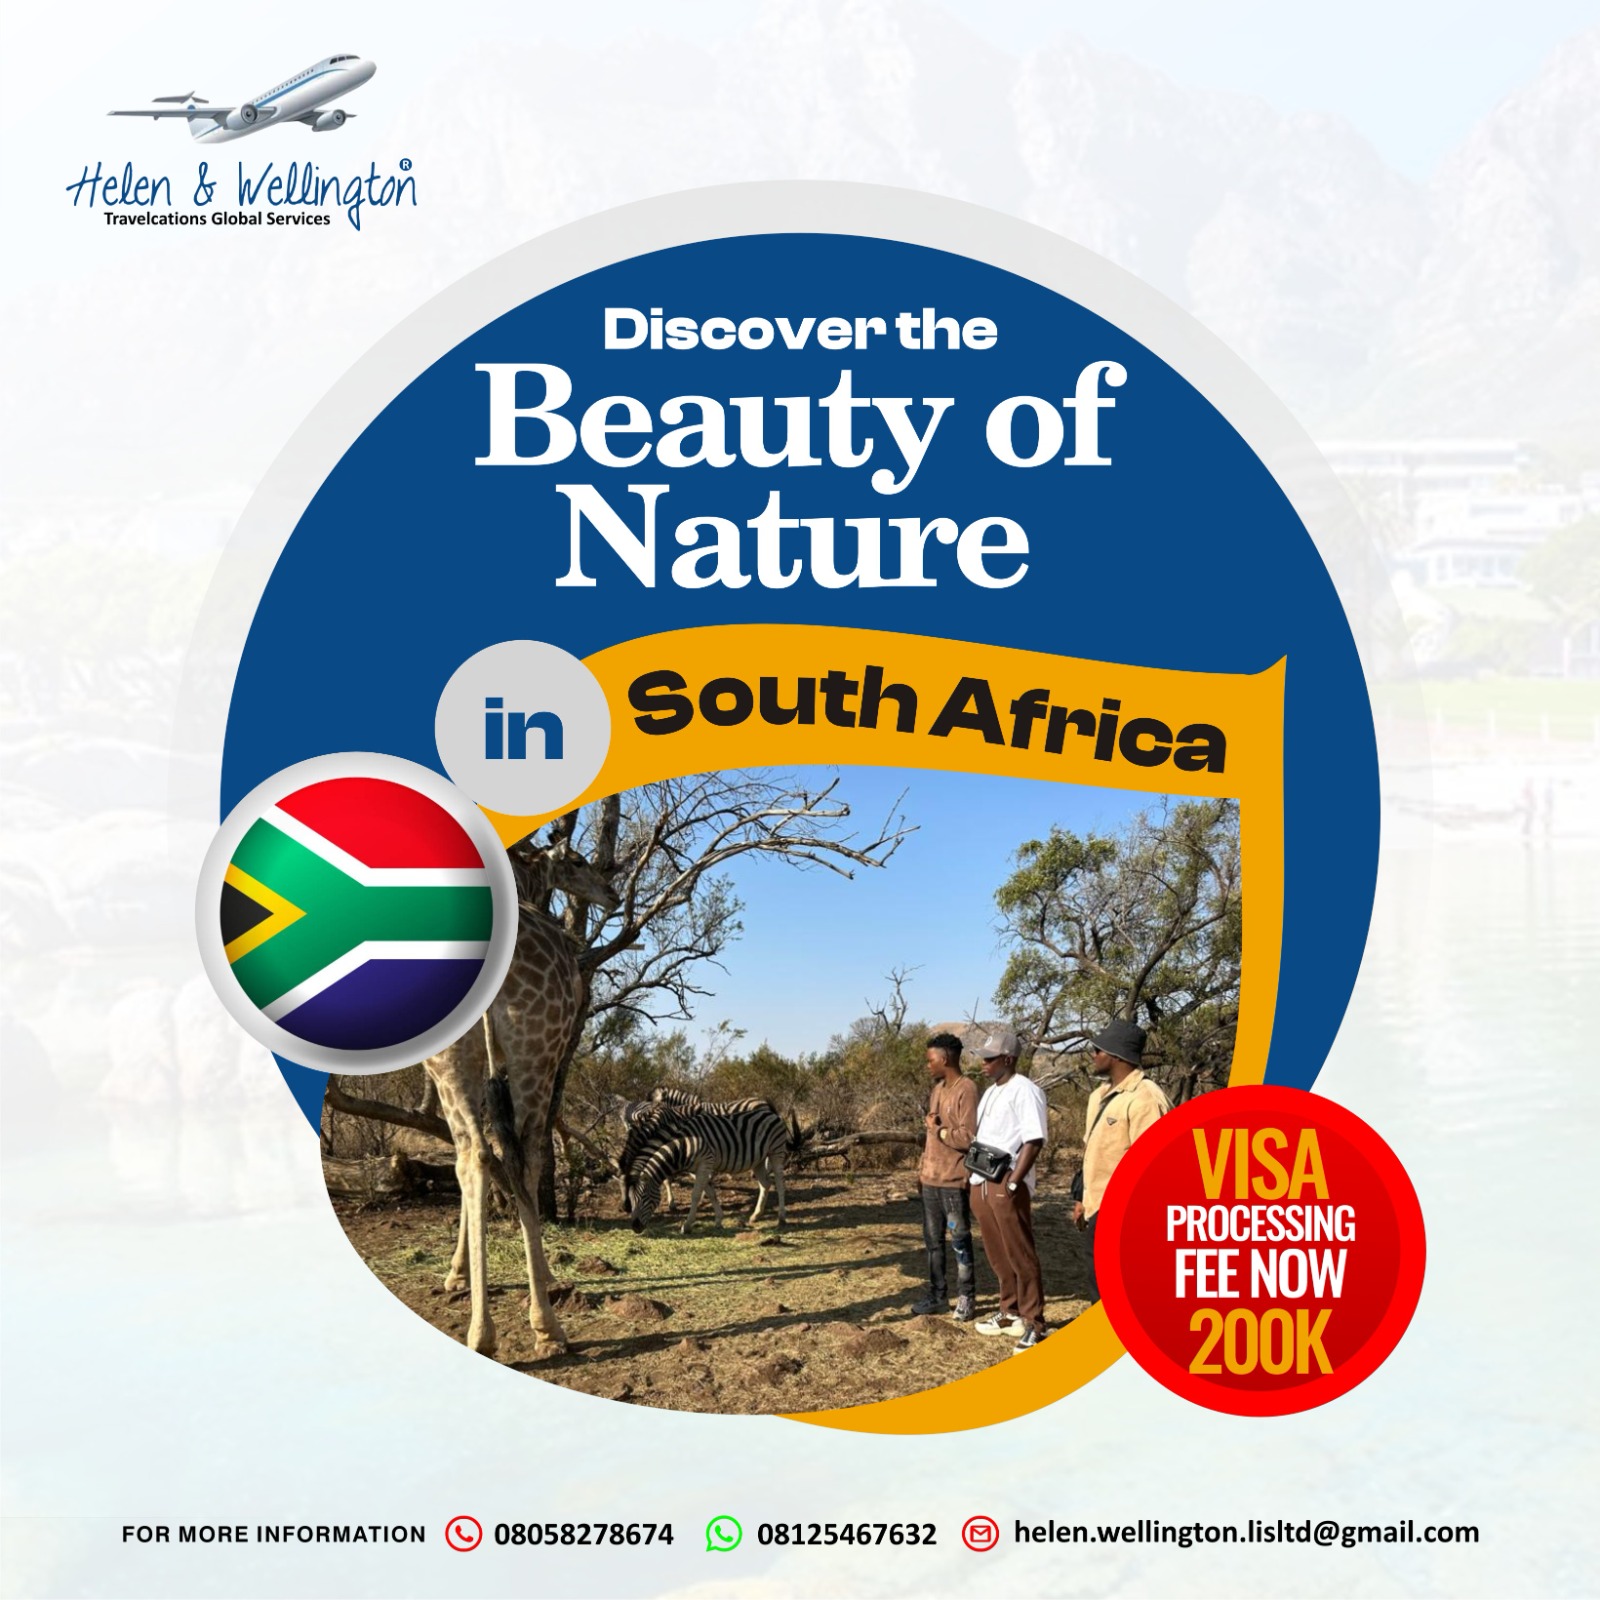 Helen & Wellington®
Travelcations Global Services
Discover the
Beauty of
Nature
in
South Africa
VISA
PROCESSING
FEE NOW
200K
FOR MORE INFORMATION 08058278674 08125467632 helen.wellington.lisltd@gmail.com